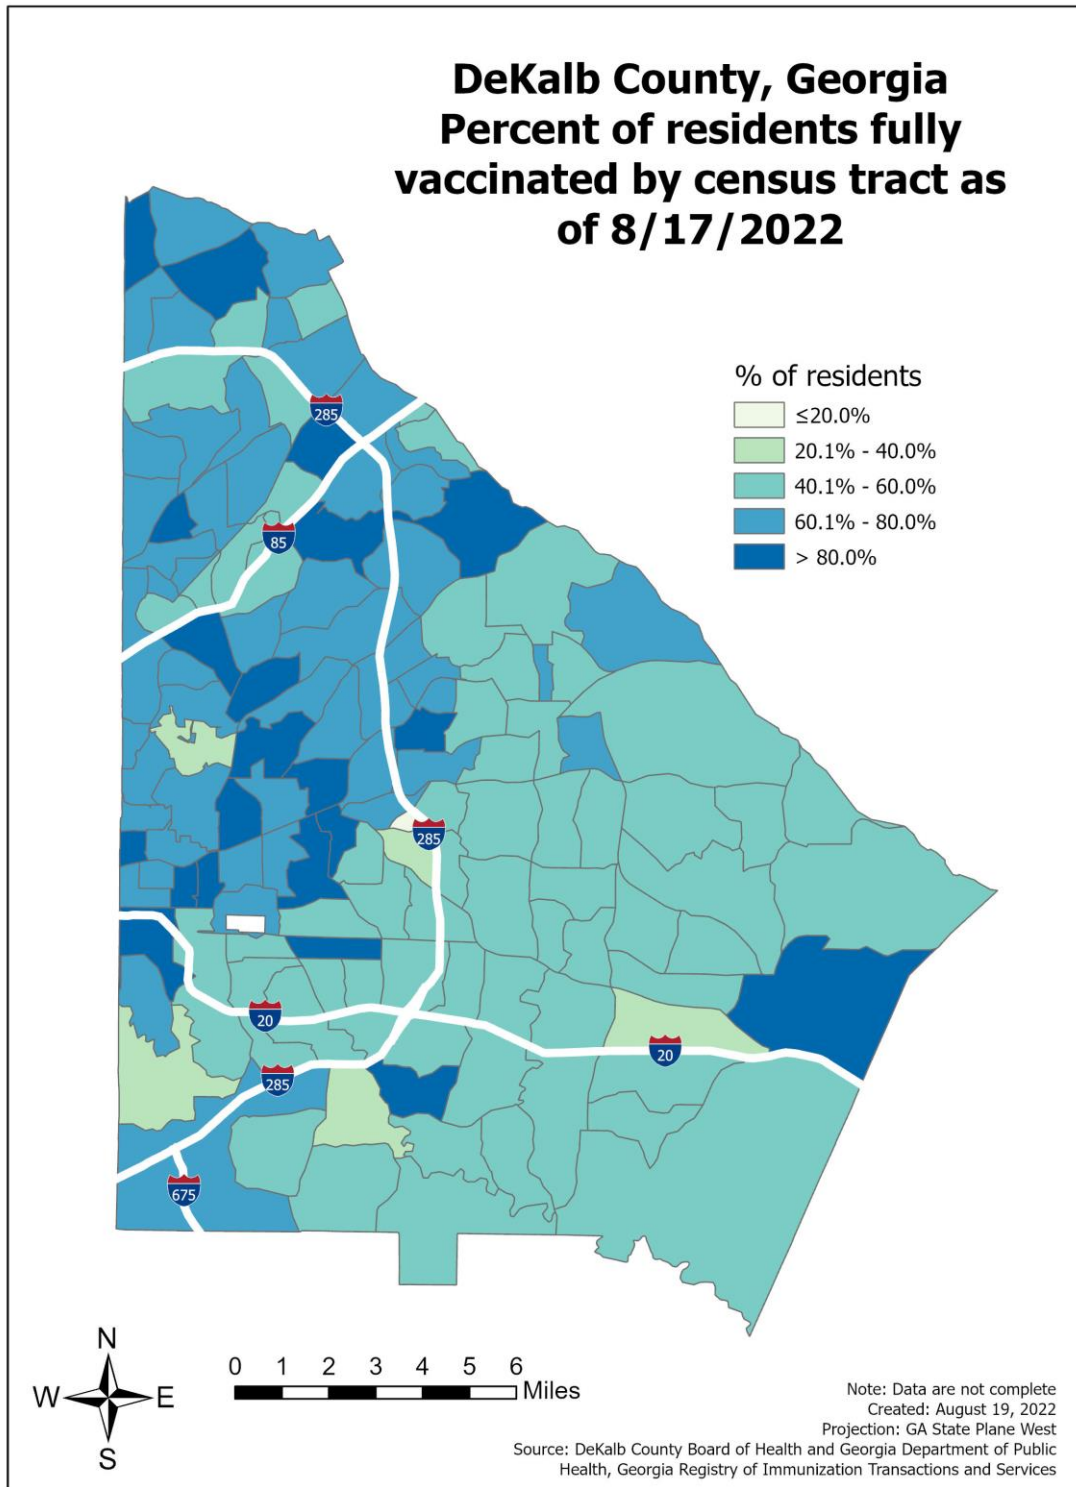 DeKalb County, Georgia
Percent of residents fully
vaccinated by census tract as
of 8/17/2022
% of residents
≤20.0%
20.1% - 40.0%
40.1% - 60.0%
60.1% - 80.0%
> 80.0%
285
85
285
20
20
285
675
N
W E
S
0 1 2 3 4 5 6
Miles
Note: Data are not complete
Created: August 19, 2022
Projection: GA State Plane West
Source: DeKalb County Board of Health and Georgia Department of Public
Health, Georgia Registry of Immunization Transactions and Services